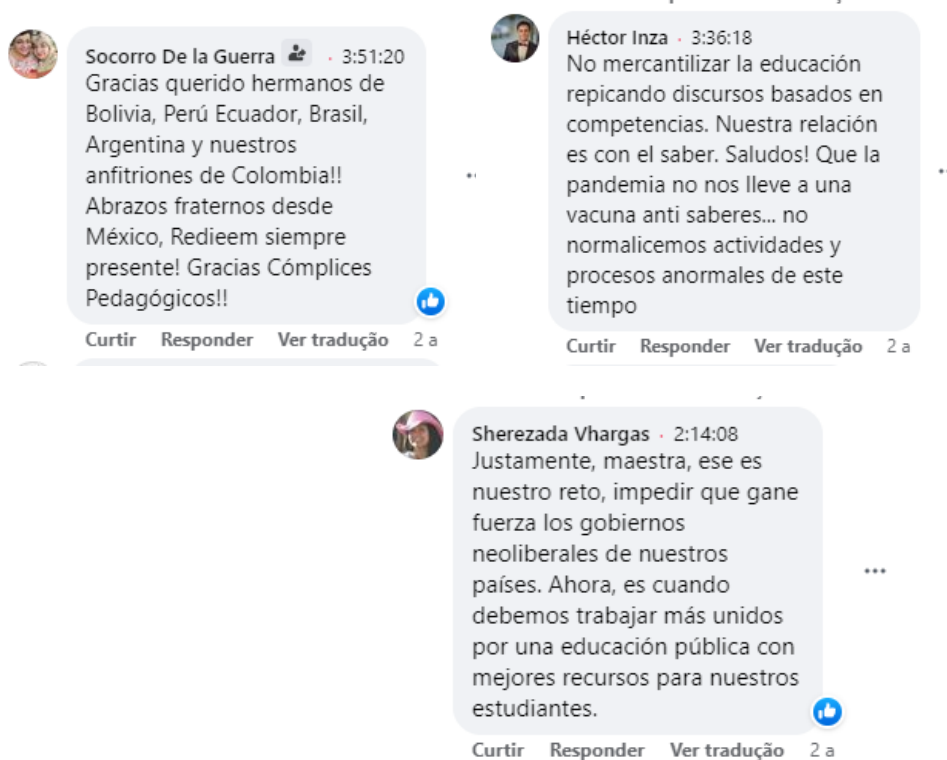 Socorro De la Guerra · 3:51:20
Gracias querido hermanos de
Bolivia, Perú Ecuador, Brasil,
Argentina y nuestros
anfitriones de Colombia!!
Abrazos fraternos desde
México, Redieem siempre
presente! Gracias Cómplices
Pedagógicos!!
Curtir Responder Ver tradução 2 a
Héctor Inza · 3:36:18
No mercantilizar la educación
repicando discursos basados en
competencias. Nuestra relación
es con el saber. Saludos! Que la
pandemia no nos lleve a una
vacuna anti saberes... no
normalicemos actividades y
procesos anormales de este
tiempo
Curtir Responder Ver tradução 2 a
Sherezada Vhargas · 2:14:08
Justamente, maestra, ese es
nuestro reto, impedir que gane
fuerza los gobiernos
neoliberales de nuestros
países. Ahora, es cuando
debemos trabajar más unidos
por una educación pública con
mejores recursos para nuestros
estudiantes.
Curtir Responder Ver tradução 2 a